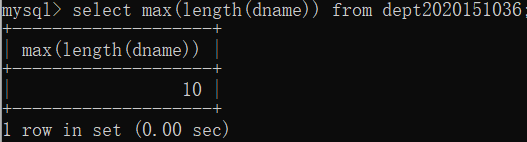 mysql> select max(length(dname)) from dept2020151036;
+--------------------+
| max(length(dname)) |
+--------------------+
|                 10 |
+--------------------+
1 row in set (0.00 sec)